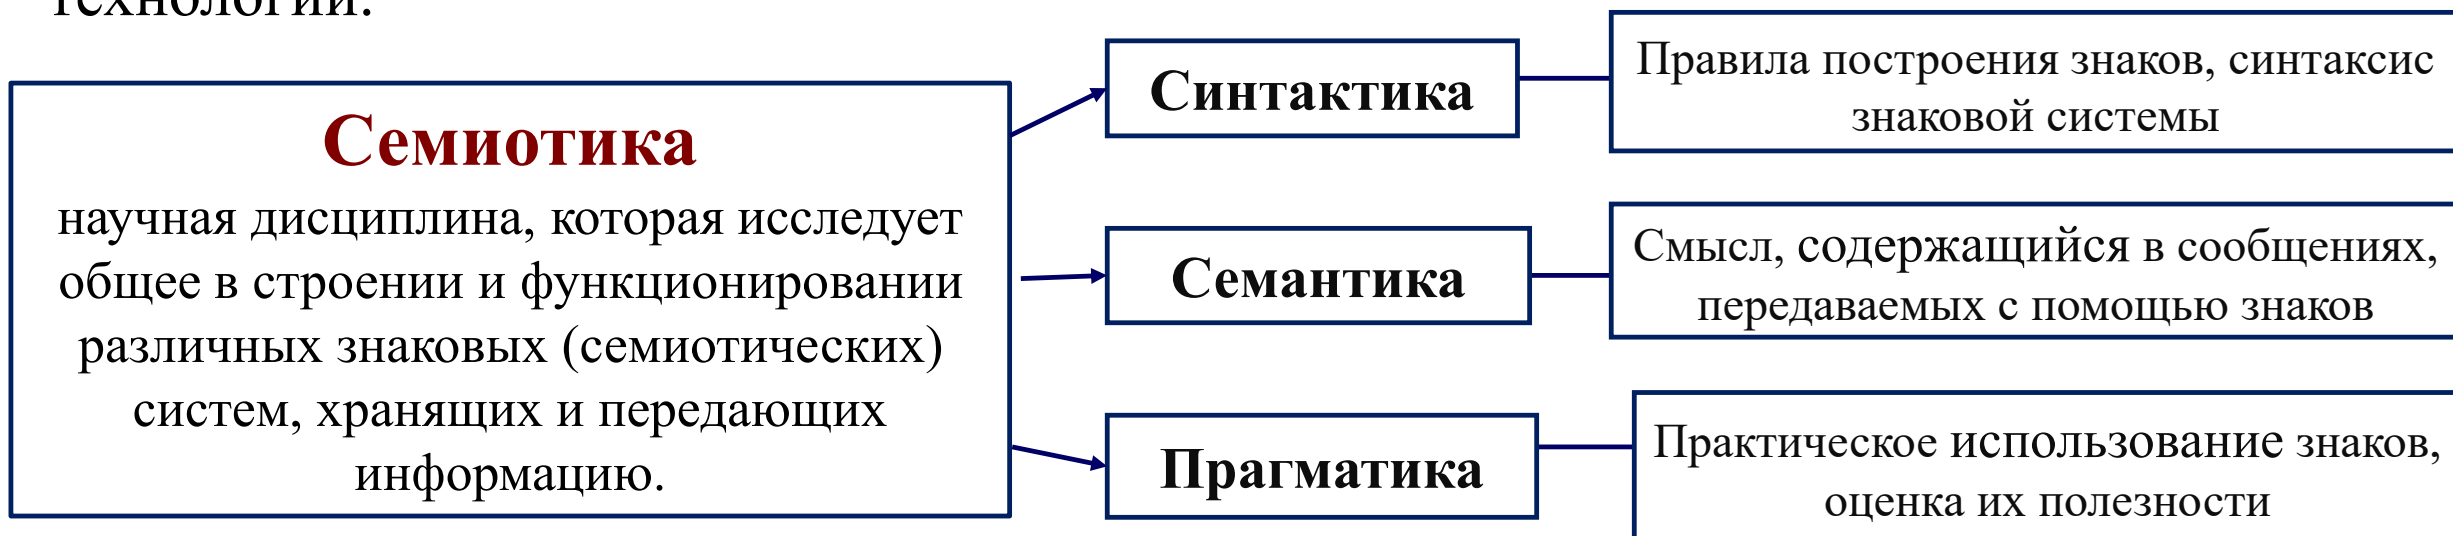 технологий.
Семиотика
научная дисциплина, которая исследует
общее в строении и функционировании
различных знаковых (семиотических)
систем, хранящих и передающих
информацию.
Синтактика
Правила построения знаков, синтаксис
знаковой системы
Семантика
Смысл, содержащийся в сообщениях,
передаваемых с помощью знаков
Прагматика
Практическое использование знаков,
оценка их полезности